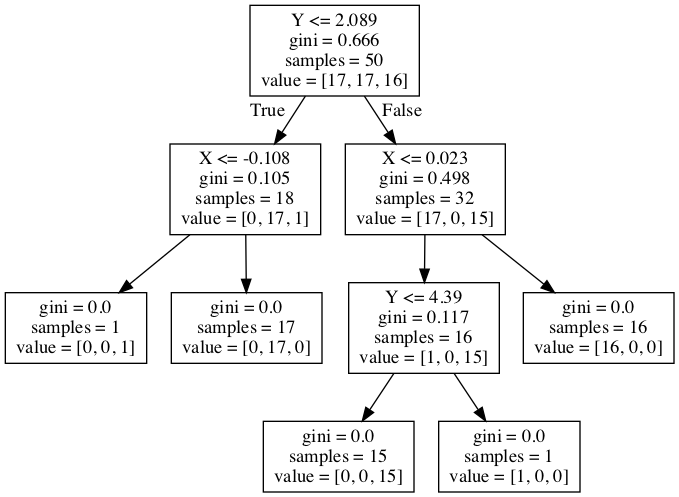 Y <= 2.089
gini = 0.666
samples = 50
value = [17, 17, 16]
True
False
X <= -0.108
gini = 0.105
samples = 18
value = [0, 17, 1]
X <= 0.023
gini = 0.498
samples = 32
value = [17, 0, 15]
gini = 0.0
samples = 1
value = [0, 0, 1]
gini = 0.0
samples = 17
value = [0, 17, 0]
Y <= 4.39
gini = 0.117
samples = 16
value = [1, 0, 15]
gini = 0.0
samples = 16
value = [16, 0, 0]
gini = 0.0
samples = 15
value = [0, 0, 15]
gini = 0.0
samples = 1
value = [1, 0, 0]